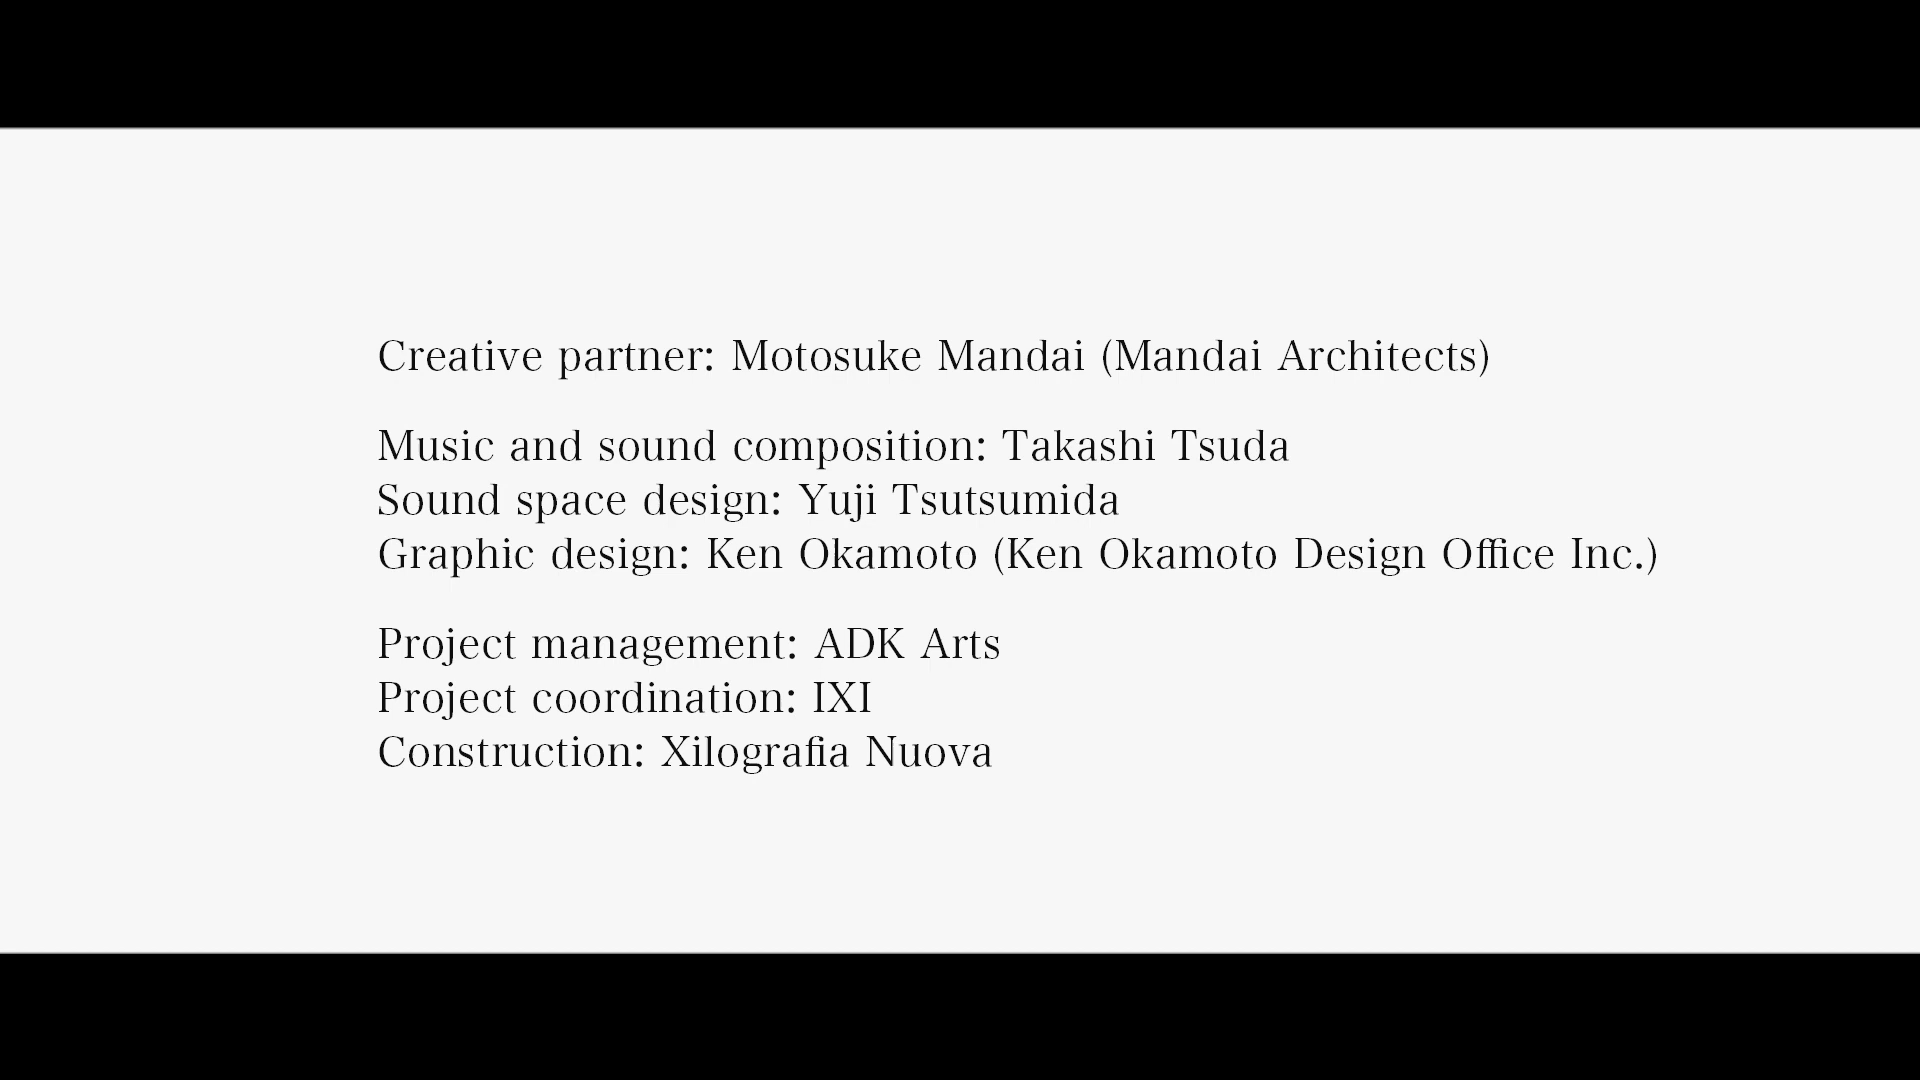 Creative partner: Motosuke Mandai (Mandai Architects)
Music and sound composition: Takashi Tsuda
Sound space design: Yuji Tsutsumida
Graphic design: Ken Okamoto (Ken Okamoto Design Office Inc.)
Project management: ADK Arts
Project coordination: IXI
Construction: Xilografia Nuova